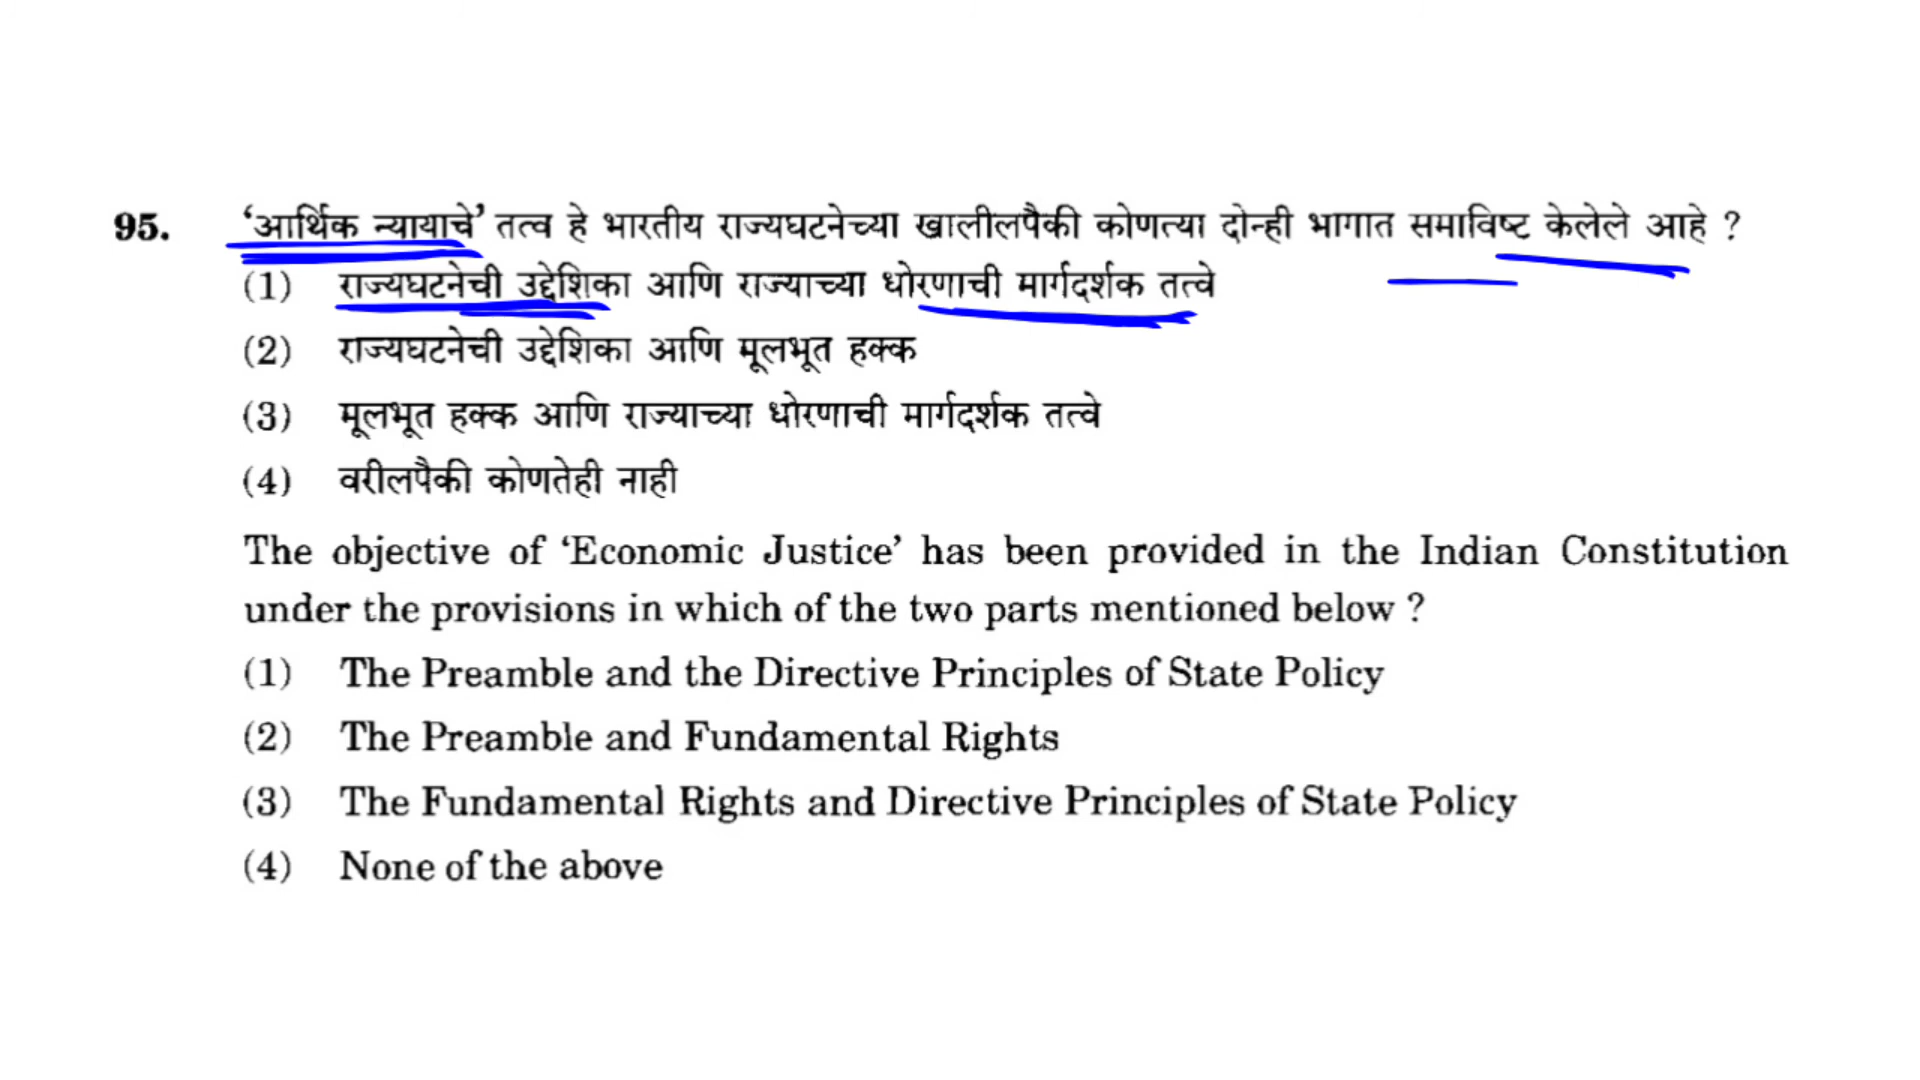 95. ‘आर्थिक न्यायाचे’ तत्व हे भारतीय राज्यघटनेच्या खालीलपैकी कोणत्या दोन्ही भागात समाविष्ट केलेले आहे ?
(1) राज्यघटनेची उद्देशिका आणि राज्याच्या धोरणाची मार्गदर्शक तत्वे
(2) राज्यघटनेची उद्देशिका आणि मूलभूत हक्क
(3) मूलभूत हक्क आणि राज्याच्या धोरणाची मार्गदर्शक तत्वे
(4) वरीलपैकी कोणतेही नाही
The objective of ‘Economic Justice’ has been provided in the Indian Constitution
under the provisions in which of the two parts mentioned below ?
(1) The Preamble and the Directive Principles of State Policy
(2) The Preamble and Fundamental Rights
(3) The Fundamental Rights and Directive Principles of State Policy
(4) None of the above